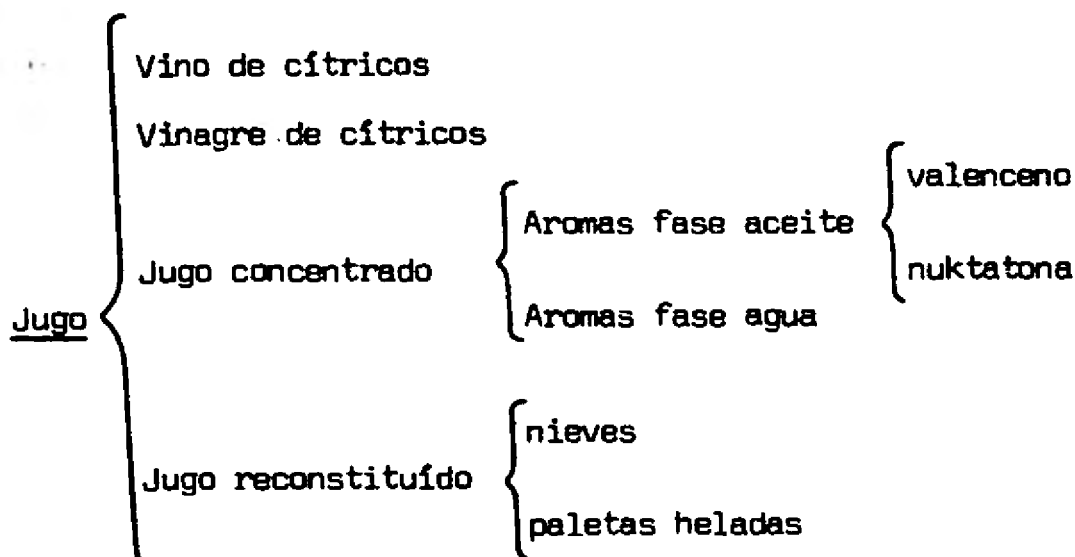 Vino de cítricos
Vinagre de cítricos
Jugo concentrado
Aromas fase aceite
valenceno
nuktatona
Aromas fase agua
Jugo
Jugo reconstituído
nieves
paletas heladas